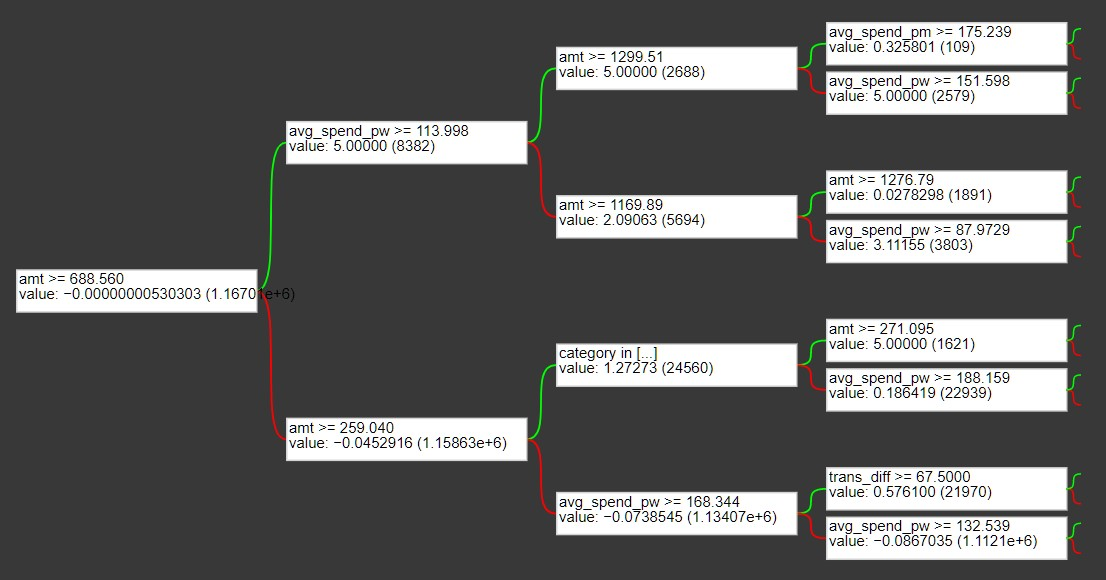 amt >= 688.560
value: −0.00000000530303 (1.16701e+6)
avg_spend_pw >= 113.998
value: 5.00000 (8382)
amt >= 259.040
value: −0.0452916 (1.15863e+6)
amt >= 1299.51
value: 5.00000 (2688)
amt >= 1169.89
value: 2.09063 (5694)
category in [...]
value: 1.27273 (24560)
avg_spend_pw >= 168.344
value: −0.0738545 (1.13407e+6)
avg_spend_pm >= 175.239
value: 0.325801 (109)
avg_spend_pw >= 151.598
value: 5.00000 (2579)
amt >= 1276.79
value: 0.0278298 (1891)
avg_spend_pw >= 87.9729
value: 3.11155 (3803)
amt >= 271.095
value: 5.00000 (1621)
avg_spend_pw >= 188.159
value: 0.186419 (22939)
trans_diff >= 67.5000
value: 0.576100 (21970)
avg_spend_pw >= 132.539
value: −0.0867035 (1.1121e+6)